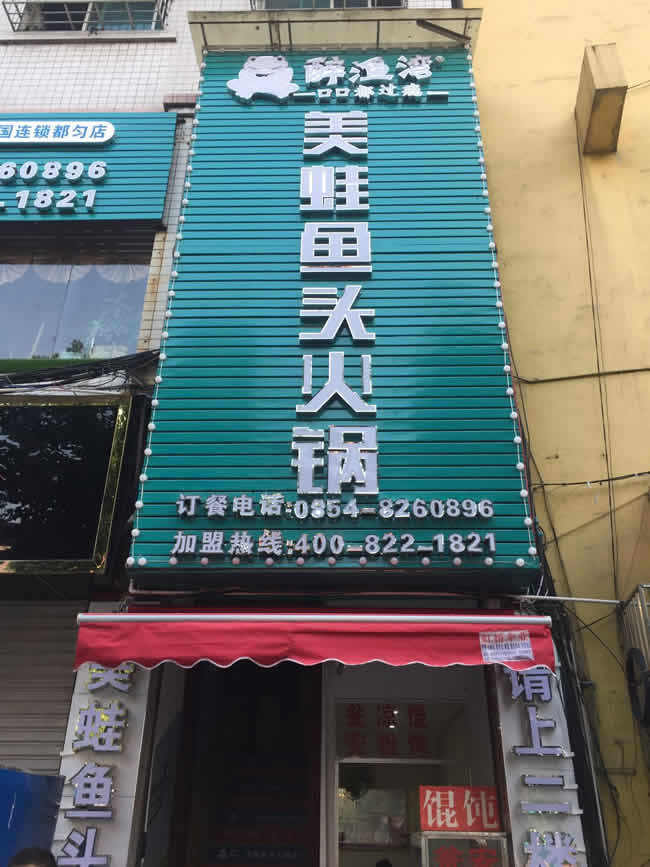 醉渔湾
一口口都过瘾一
美蛙鱼头火锅
订餐电话:0854-8260896
加盟热线:400-822-1821
国连锁都匀店
60896
1821
美蛙鱼头
请上二楼
馄饨